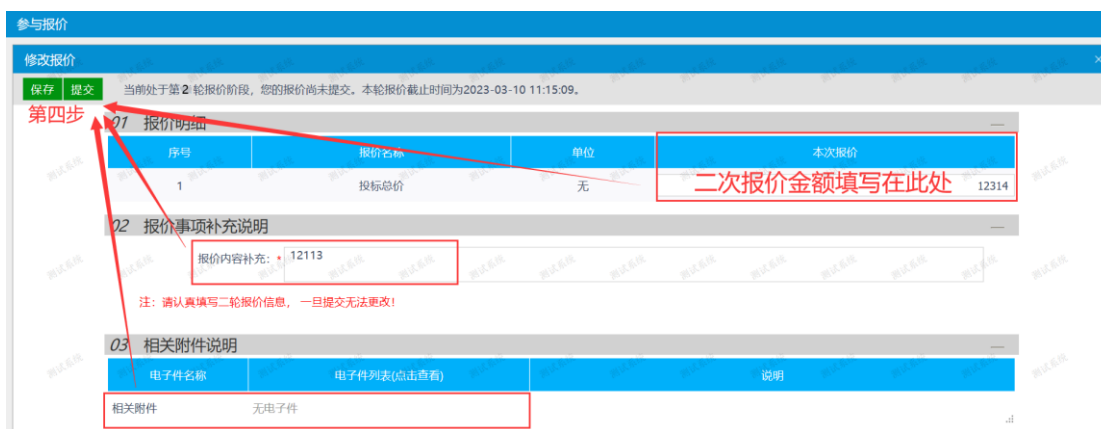 参与报价
修改报价
保存 提交 当前处于第2轮报价阶段，您的报价尚未提交。本轮报价截止时间为2023-03-10 11:15:09。
第四步
01 报价明细
序号 报价名称 单位 本次报价
1 投标总价 无 二次报价金额填写在此处 12314
02 报价事项补充说明
报价内容补充：* 12113
注：请认真填写二轮报价信息，一旦提交无法更改！
03 相关附件说明
电子件名称 电子件列表(点击查看) 说明
相关附件 无电子件
测试系统